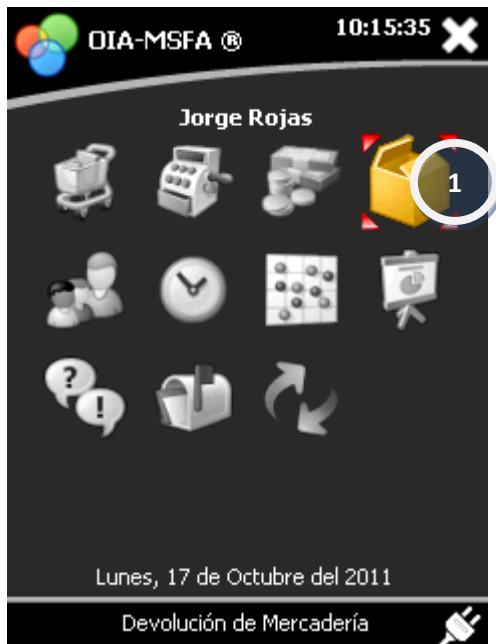 OIA-MSFA ®
10:15:35
Jorge Rojas
1
?
!
Lunes, 17 de Octubre del 2011
Devolución de Mercadería